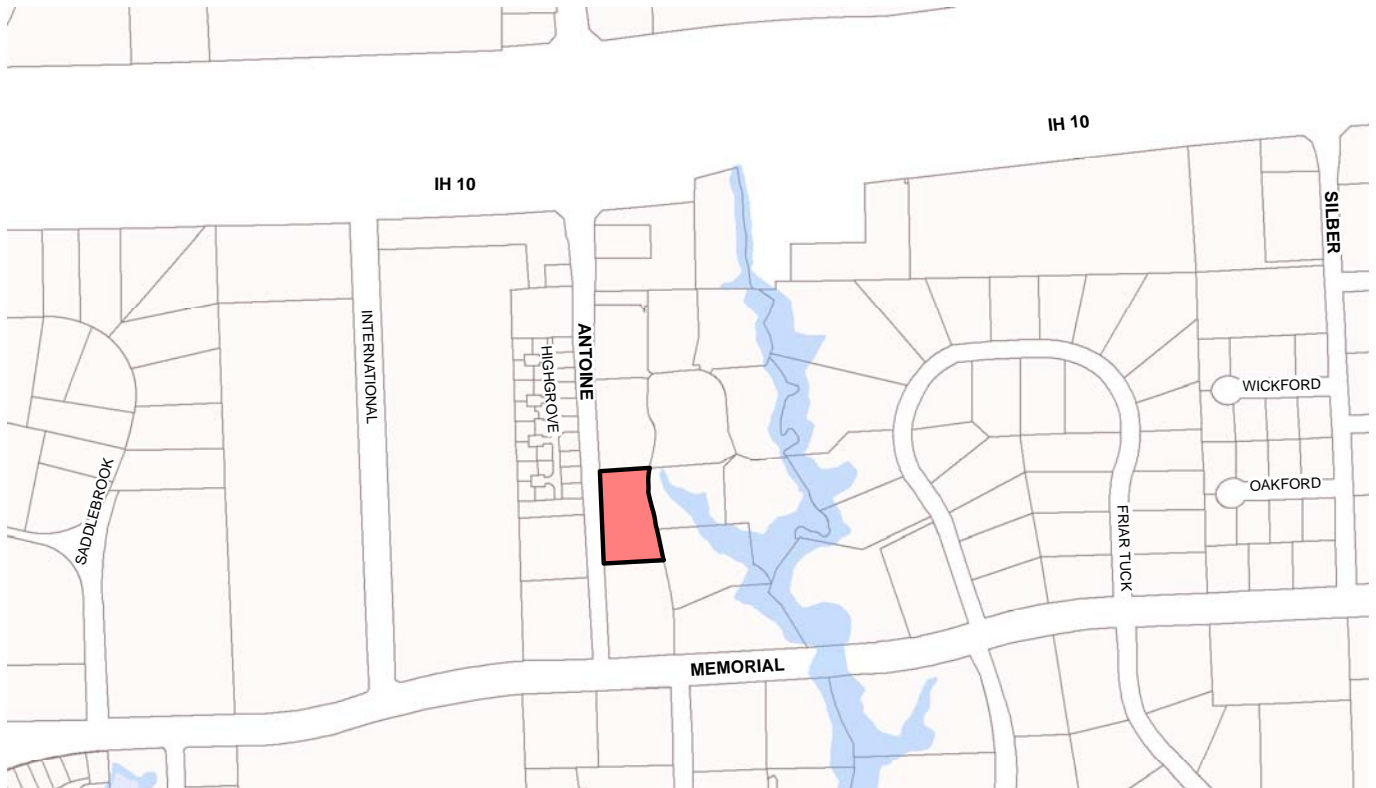 IH 10
IH 10
SILBER
INTERNATIONAL
ANTOINE
HIGHGROVE
WICKFORD
SADDLEBROOK
OAKFORD
FRIAR TUCK
MEMORIAL